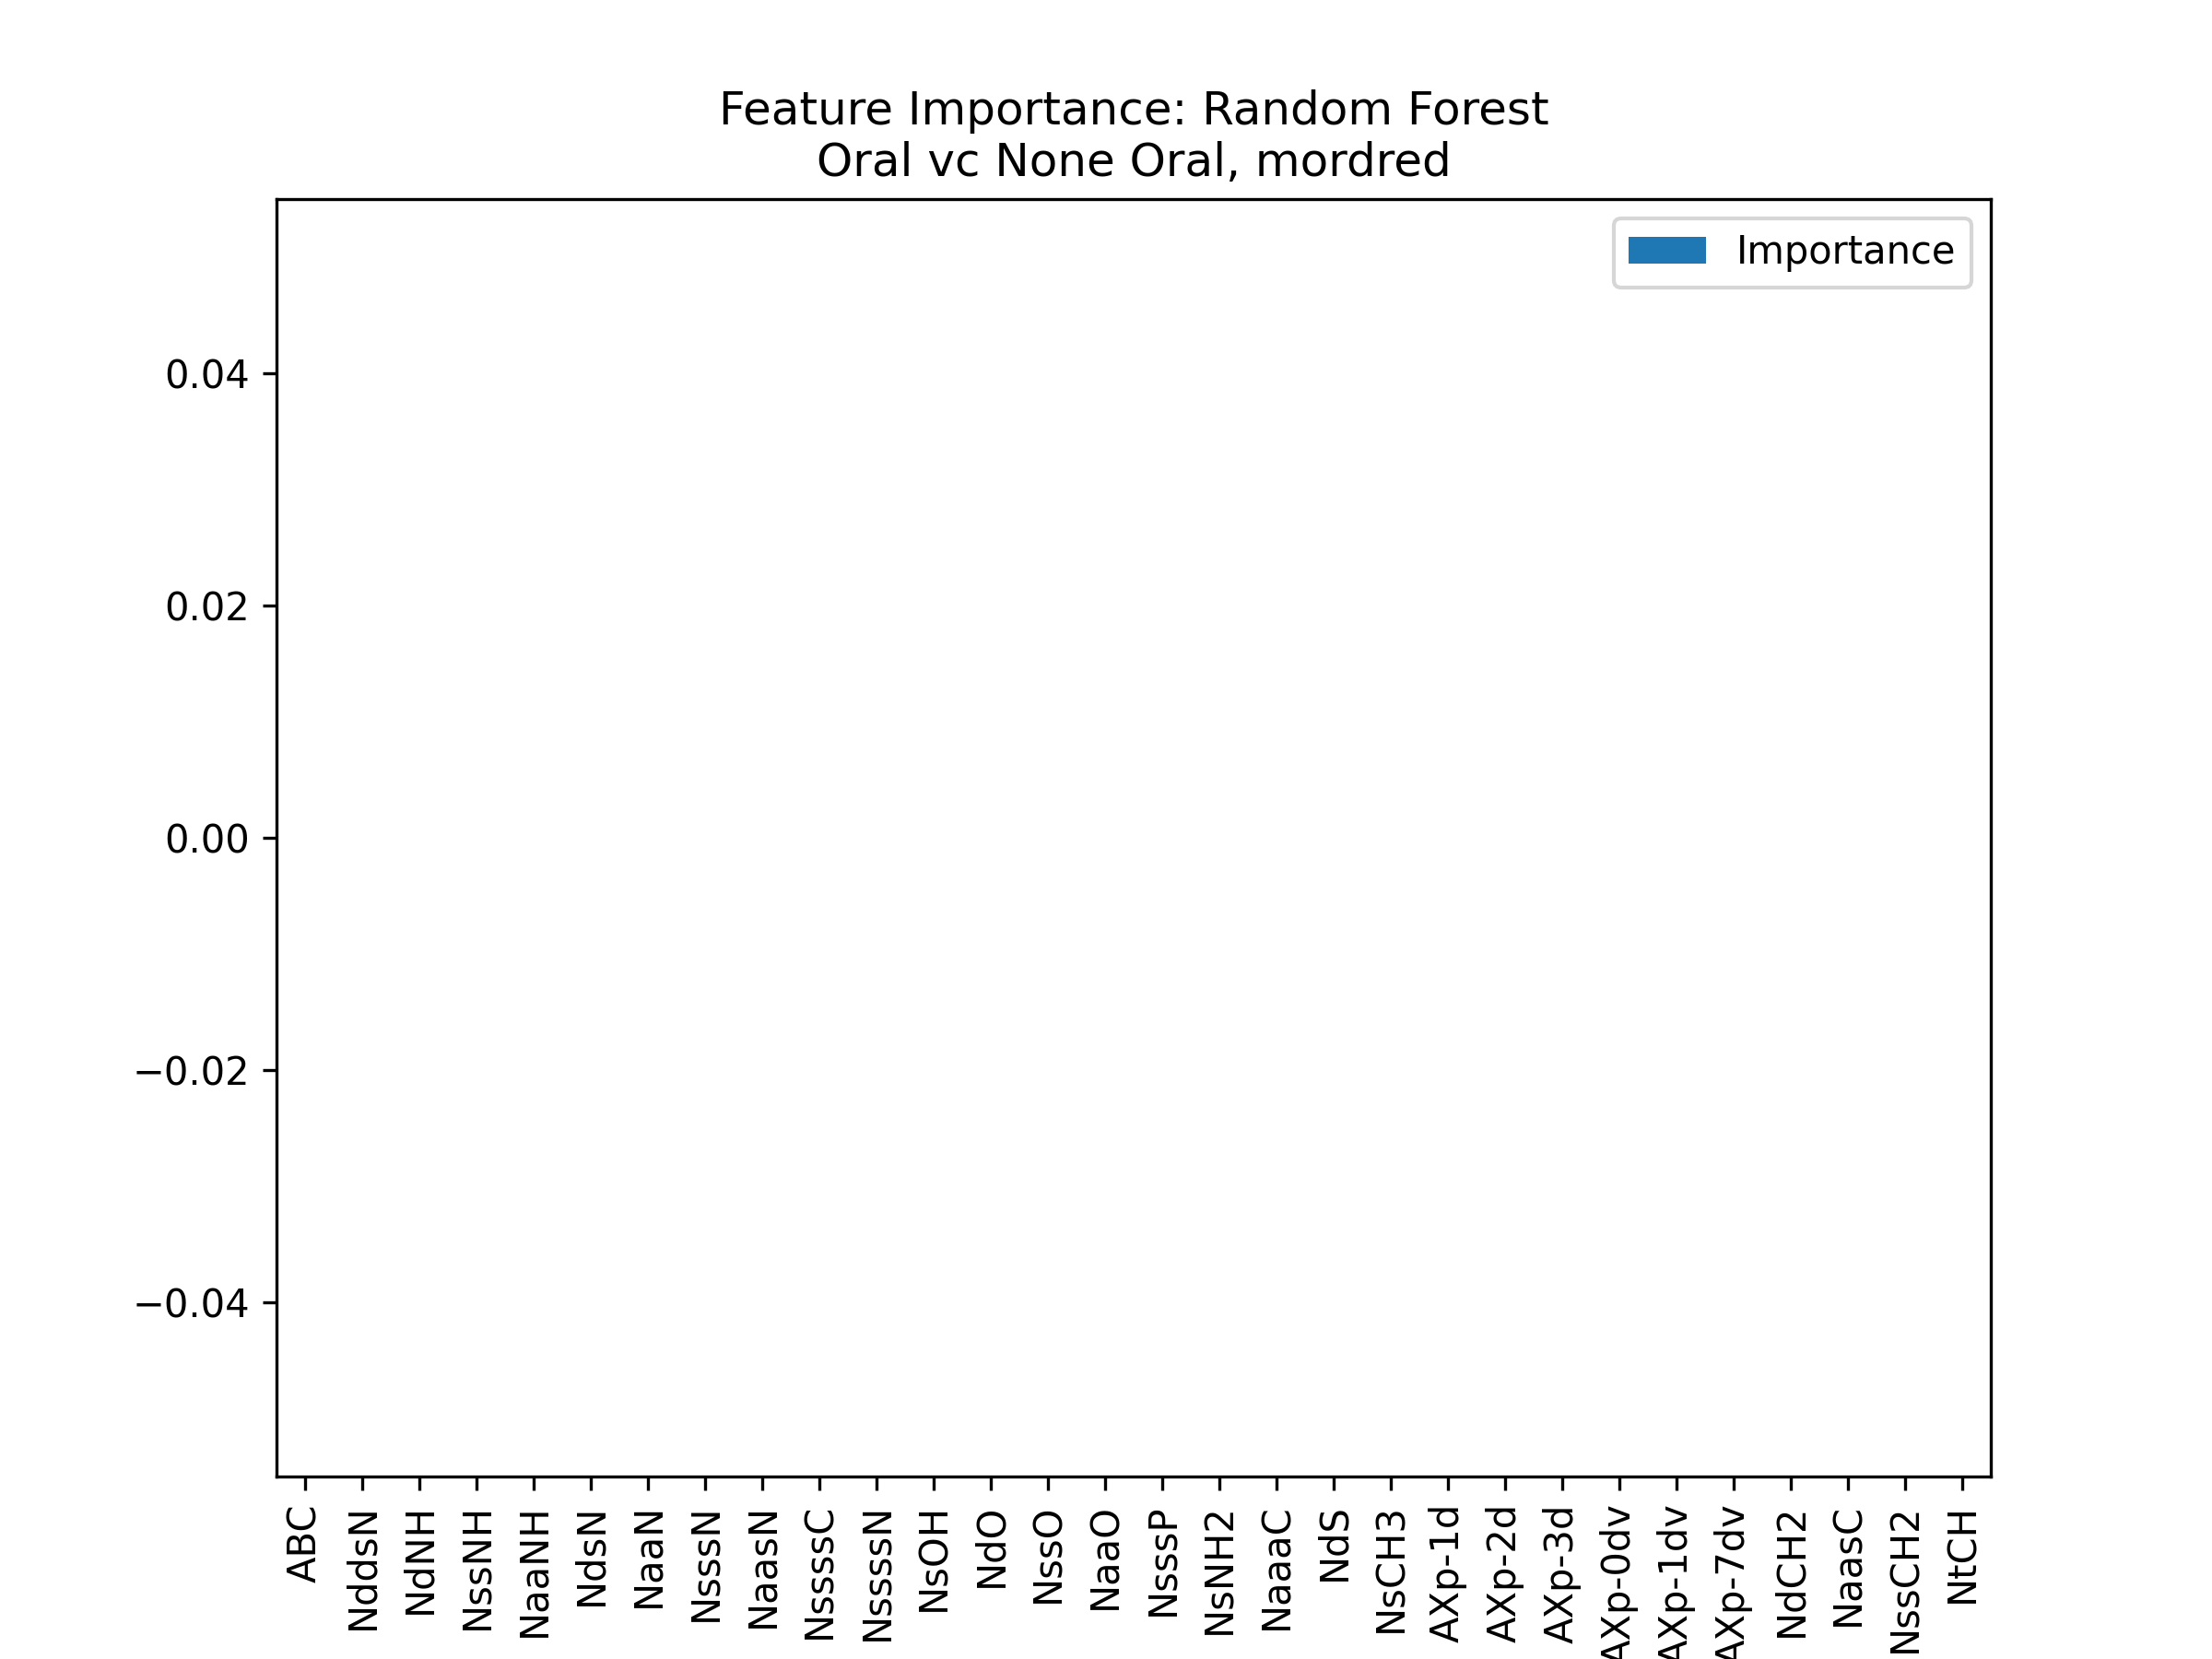 Feature Importance: Random Forest
Oral vc None Oral, mordred
Importance
0.04
0.02
0.00
−0.02
−0.04
ABC
NddsN
NdNH
NssNH
NaaNH
NdsN
NaaN
NsssN
NaasN
NssssC
NssssN
NsOH
NdO
NssO
NaaO
NsssP
NsNH2
NaaaC
NdS
NsCH3
AXp-1d
AXp-2d
AXp-3d
AXp-0dv
AXp-1dv
AXp-7dv
NdCH2
NaasC
NssCH2
NtCH